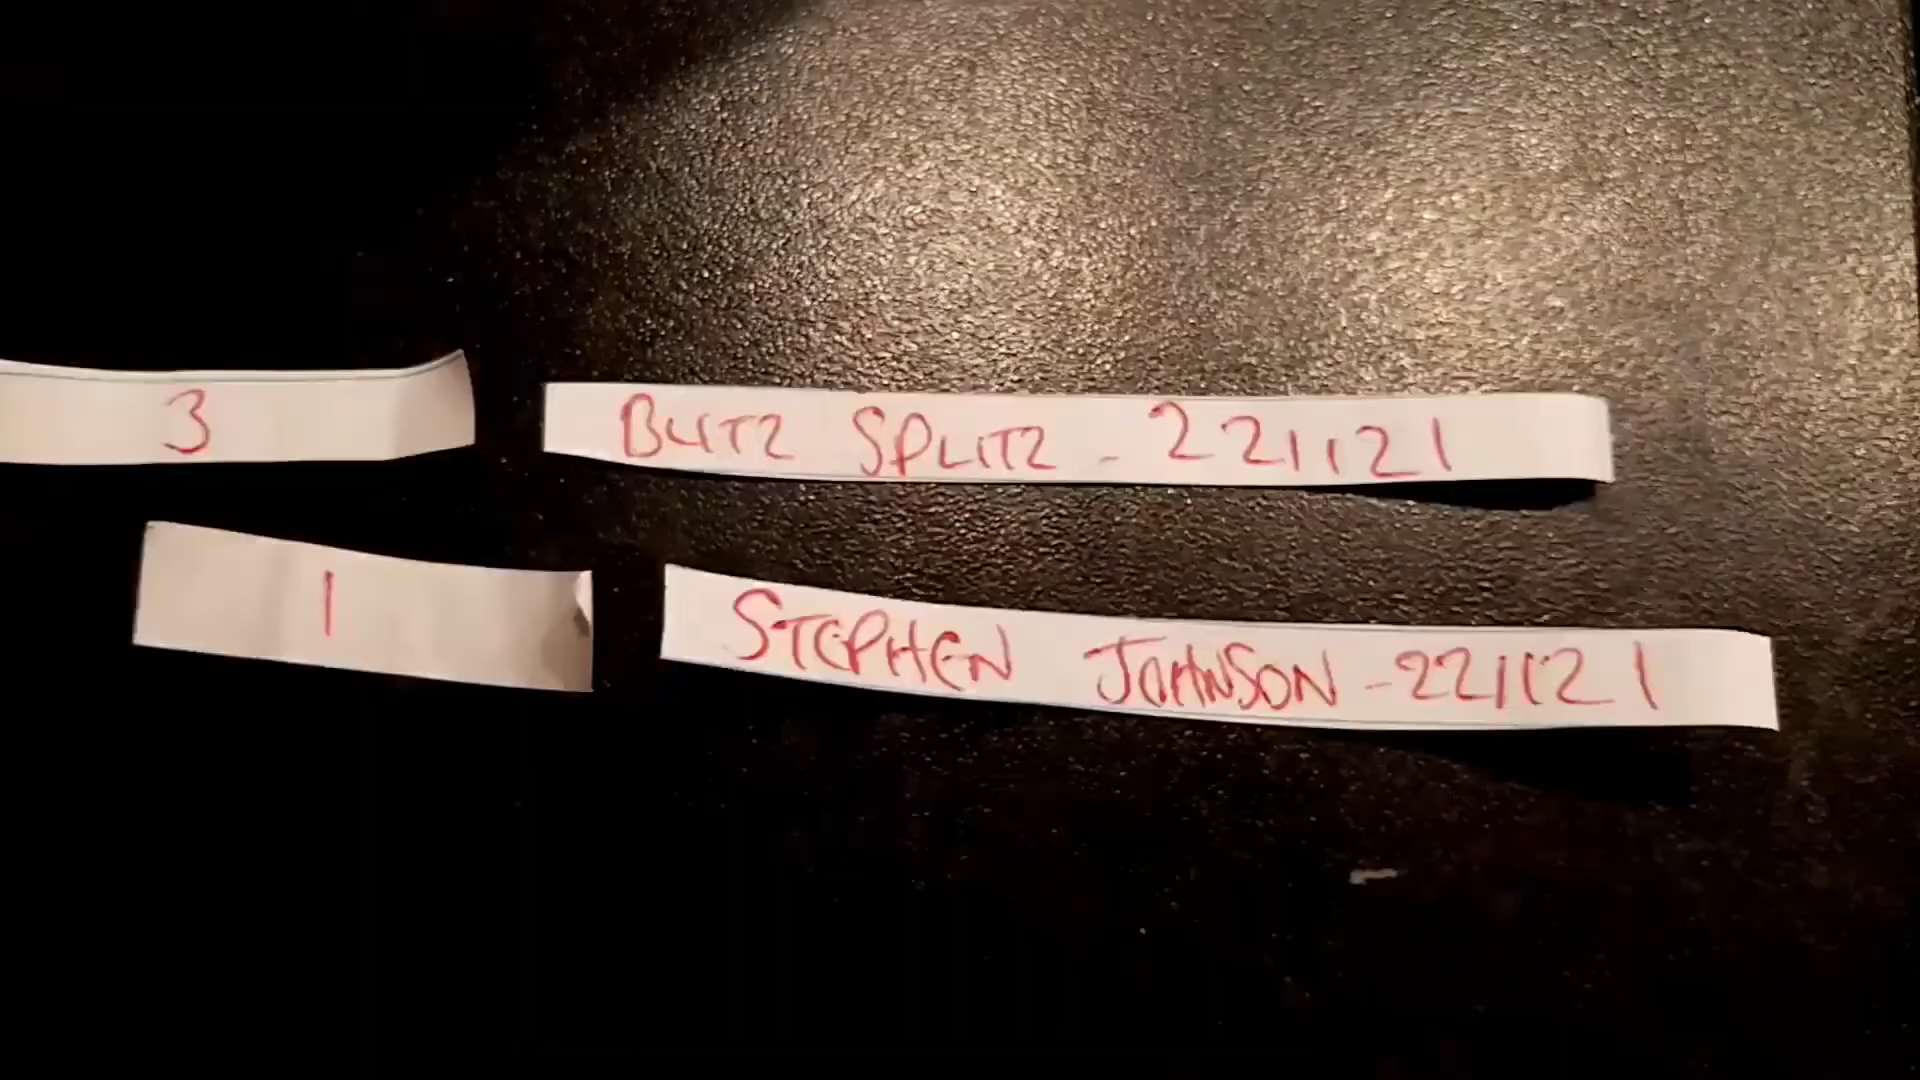 3 BLITZ SPLITZ - 221121
1 STEPHEN JOHNSON - 221121